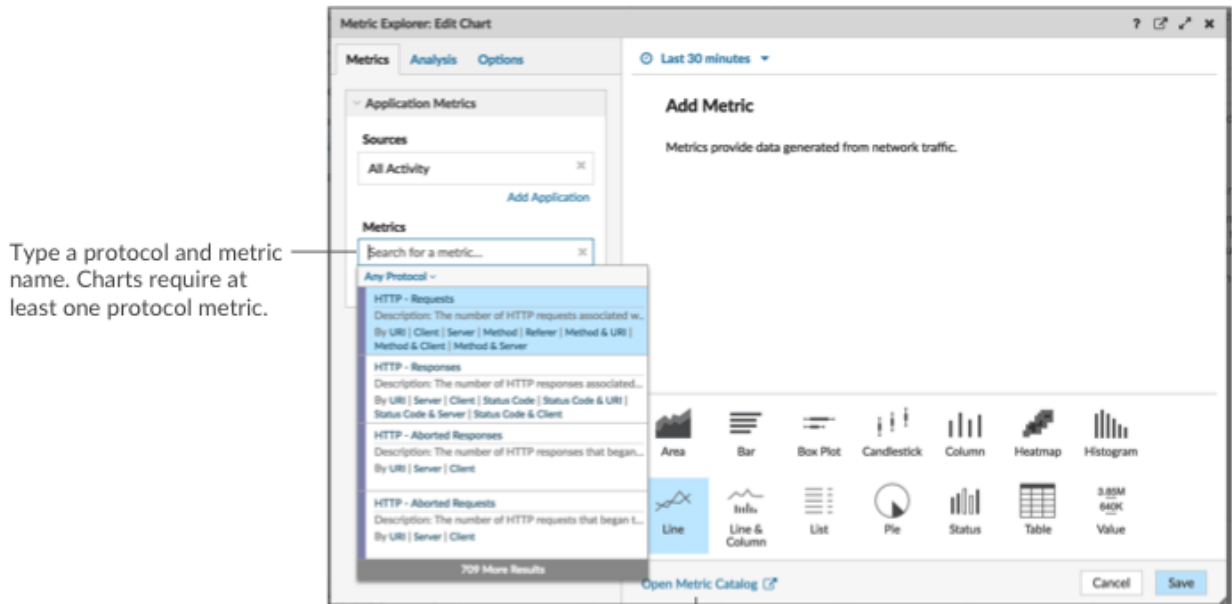 Metric Explorer: Edit Chart
?
Metrics Analysis Options
Last 30 minutes
Application Metrics
Sources
All Activity
Add Application
Metrics
Search for a metric...
Any Protocol
HTTP - Requests
Description: The number of HTTP requests associated w...
By URI | Client | Server | Method | Referer | Method & URI |
Method & Client | Method & Server
HTTP - Responses
Description: The number of HTTP responses associated...
By URI | Server | Client | Status Code | Status Code & URI |
Status Code & Server | Status Code & Client
HTTP - Aborted Responses
Description: The number of HTTP responses that began...
By URI | Server | Client
HTTP - Aborted Requests
Description: The number of HTTP requests that began t...
By URI | Server | Client
709 More Results
Type a protocol and metric
name. Charts require at
least one protocol metric.
Add Metric
Metrics provide data generated from network traffic.
Area Bar Box Plot Candlestick Column Heatmap Histogram
3.85M
640K
Line Line & Column List Pie Status Table Value
Open Metric Catalog
Cancel Save